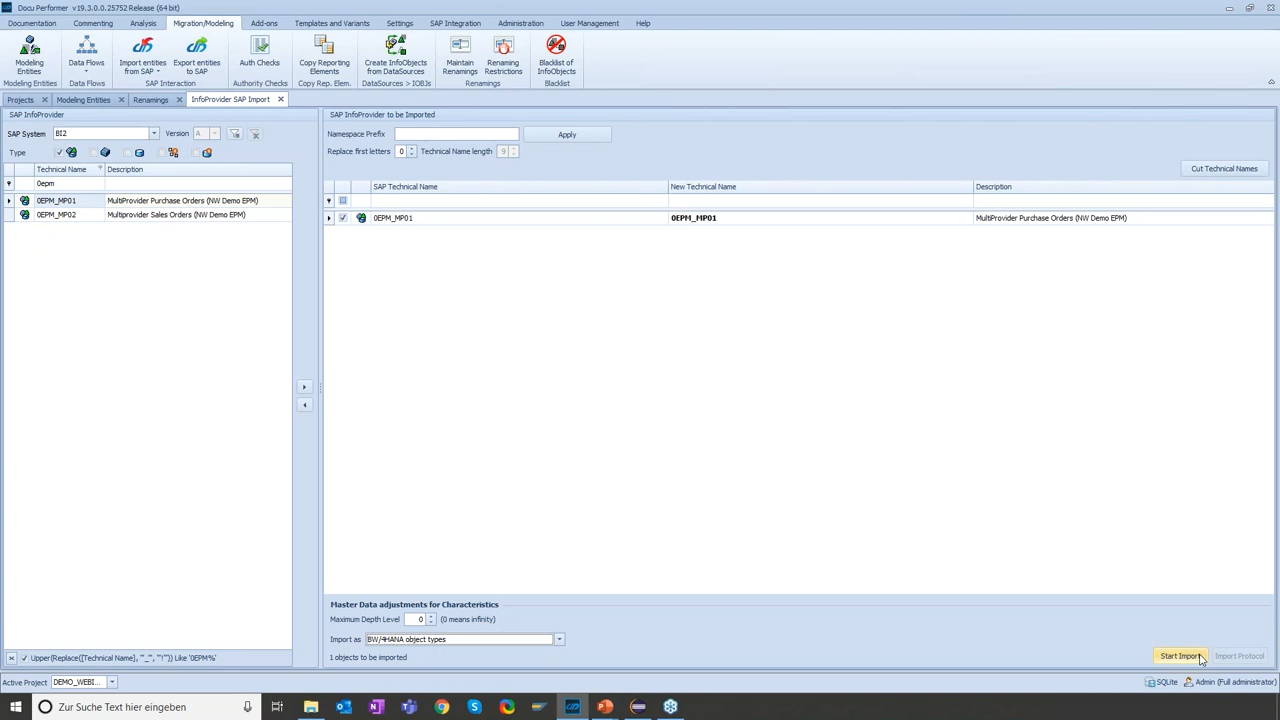 Docu Performer v19.3.0.0.25752 Release (64 bit)
Documentation Commenting Analysis Migration/Modeling Add-ons Templates and Variants Settings SAP Integration Administration User Management Help
Modeling Entities
Data Flows
Import entities from SAP
Export entities to SAP
Auth Checks
Copy Reporting Elements
Create InfoObjects from DataSources
Maintain Renamings
Renaming Restrictions
Blacklist of InfoObjects
Modeling Entities Data Flows SAP Interaction Authority Checks Copy Rep. Elem. DataSources > IOBJs Renamings Blacklist
Projects Modeling Entities Renamings InfoProvider SAP Import
SAP InfoProvider
SAP System BI2 Version A
Type
Technical Name Description
0epm
0EPM_MP01 MultiProvider Purchase Orders (NW Demo EPM)
0EPM_MP02 Multiprovider Sales Orders (NW Demo EPM)
Upper(Replace([Technical Name], '"_"', '"!"')) Like '0EPM%'
SAP InfoProvider to be Imported
Namespace Prefix Apply
Replace first letters 0 Technical Name length 9
Cut Technical Names
SAP Technical Name New Technical Name Description
0EPM_MP01 0EPM_MP01 MultiProvider Purchase Orders (NW Demo EPM)
Master Data adjustments for Characteristics
Maximum Depth Level 0 (0 means infinity)
Import as BW/4HANA object types
1 objects to be imported
Start Import Import Protocol
Active Project DEMO_WEBI... SQLite Admin (Full administrator)
Zur Suche Text hier eingeben